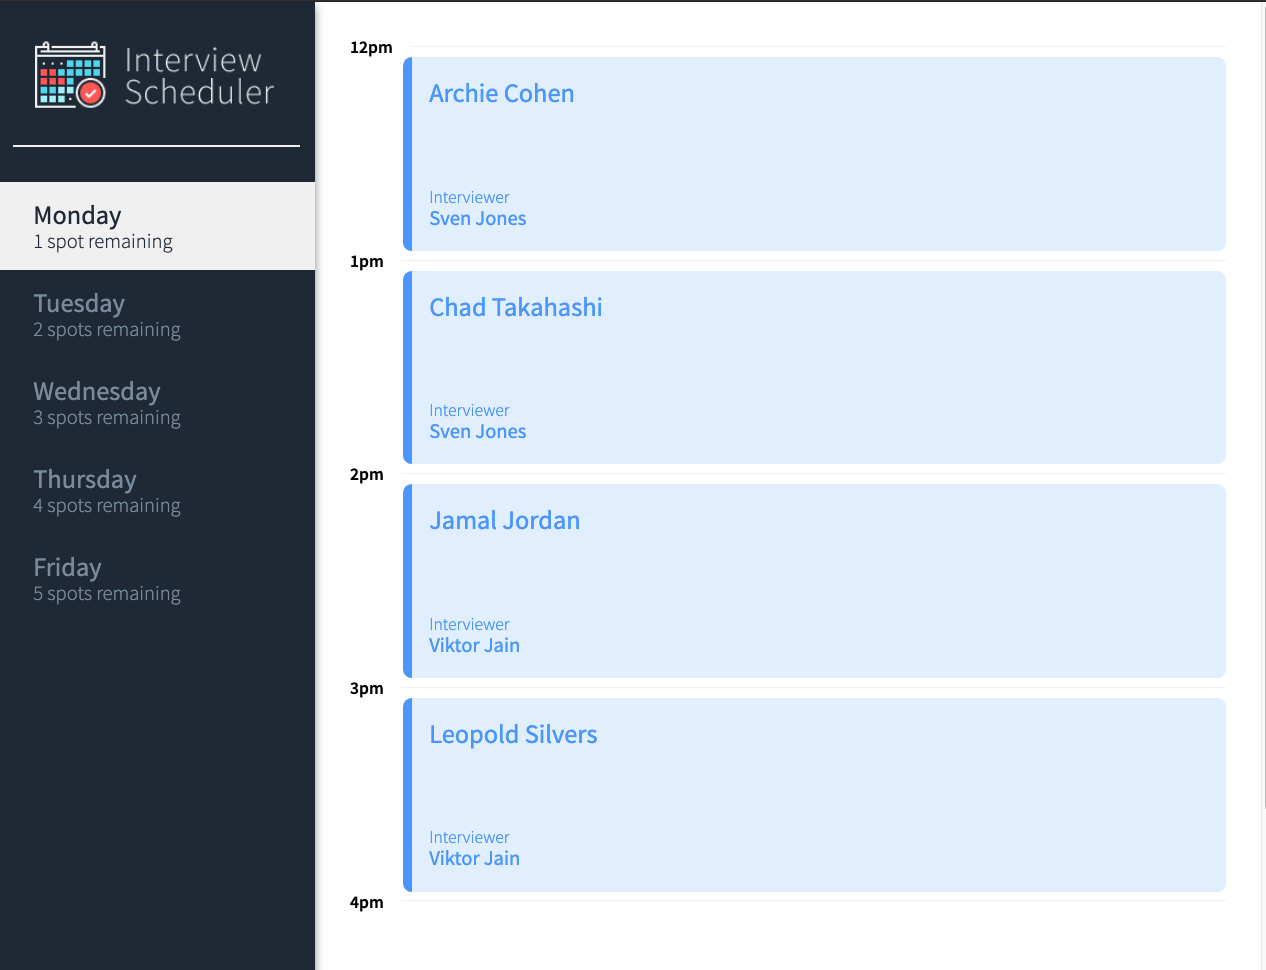 Interview
Scheduler
Monday
1 spot remaining
Tuesday
2 spots remaining
Wednesday
3 spots remaining
Thursday
4 spots remaining
Friday
5 spots remaining
12pm
Archie Cohen
Interviewer
Sven Jones
1pm
Chad Takahashi
Interviewer
Sven Jones
2pm
Jamal Jordan
Interviewer
Viktor Jain
3pm
Leopold Silvers
Interviewer
Viktor Jain
4pm